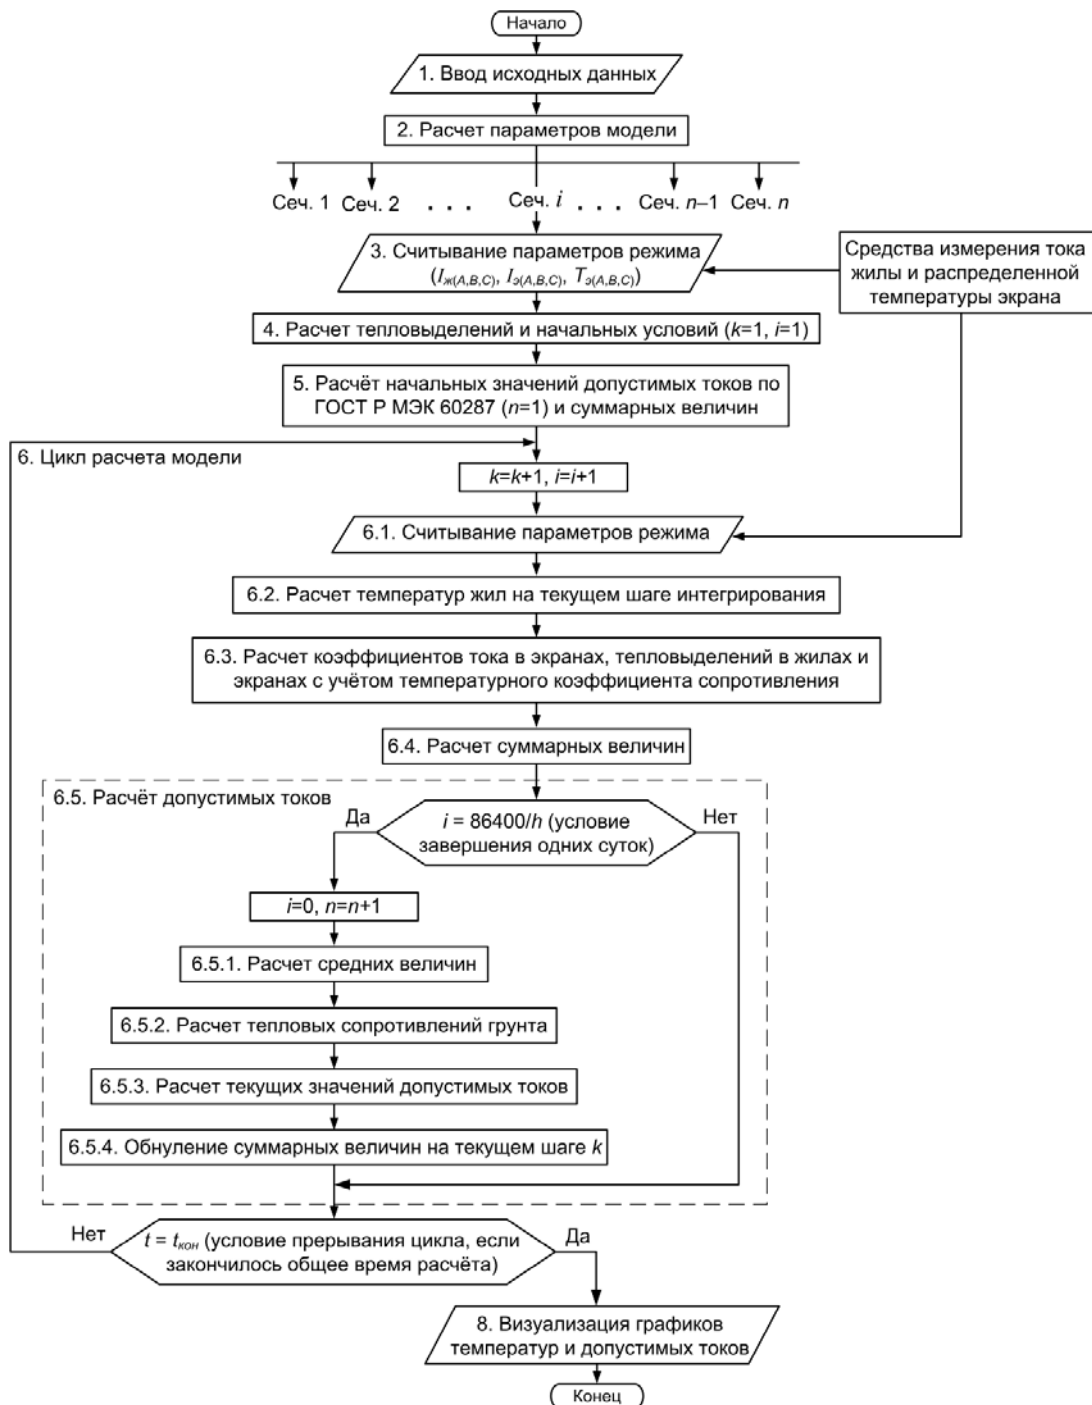 Начало
1. Ввод исходных данных
2. Расчет параметров модели
Сеч. 1 Сеч. 2 . . . Сеч. i . . . Сеч. n–1 Сеч. n
3. Считывание параметров режима
(Iж(A,B,C), Iэ(A,B,C), Tэ(A,B,C))
Средства измерения тока
жилы и распределенной
температуры экрана
4. Расчет тепловыделений и начальных условий (k=1, i=1)
5. Расчёт начальных значений допустимых токов по
ГОСТ Р МЭК 60287 (n=1) и суммарных величин
6. Цикл расчета модели
k=k+1, i=i+1
6.1. Считывание параметров режима
6.2. Расчет температур жил на текущем шаге интегрирования
6.3. Расчет коэффициентов тока в экранах, тепловыделений в жилах и
экранах с учётом температурного коэффициента сопротивления
6.4. Расчет суммарных величин
6.5. Расчёт допустимых токов
Да
i = 86400/h (условие
завершения одних суток)
Нет
i=0, n=n+1
6.5.1. Расчет средних величин
6.5.2. Расчет тепловых сопротивлений грунта
6.5.3. Расчет текущих значений допустимых токов
6.5.4. Обнуление суммарных величин на текущем шаге k
Нет
t = tкон (условие прерывания цикла, если
закончилось общее время расчёта)
Да
8. Визуализация графиков
температур и допустимых токов
Конец